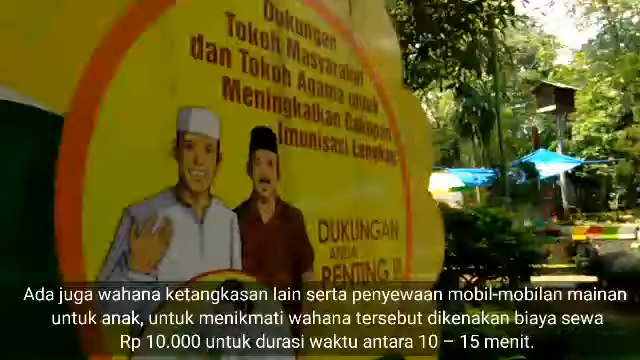 Dukungan
Tokoh Masyarakat
dan Tokoh Agama untuk
Meningkatkan Cakupan
Imunisasi Lengkap
DUKUNGAN
ANDA
PENTING !!!
Ada juga wahana ketangkasan lain serta penyewaan mobil-mobilan mainan
untuk anak, untuk menikmati wahana tersebut dikenakan biaya sewa
Rp 10.000 untuk durasi waktu antara 10 – 15 menit.